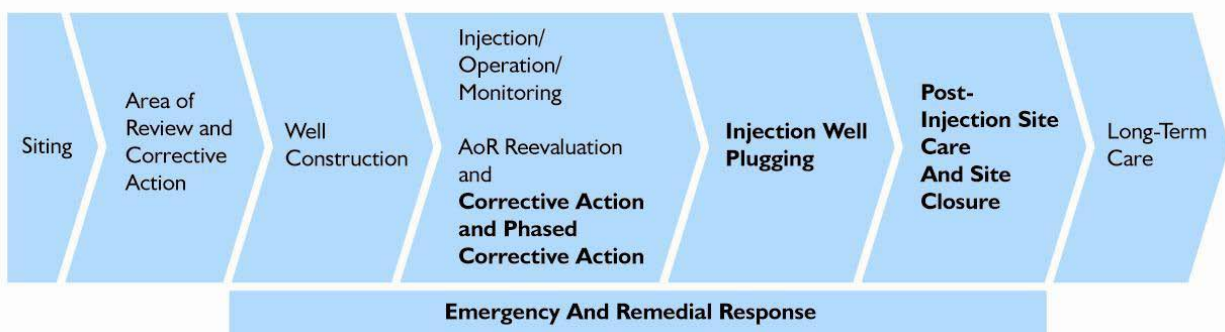 Siting
Area of
Review and
Corrective
Action
Well
Construction
Injection/
Operation/
Monitoring
AoR Reevaluation
and
Corrective Action
and Phased
Corrective Action
Injection Well
Plugging
Post-
Injection Site
Care
And Site
Closure
Long-Term
Care
Emergency And Remedial Response